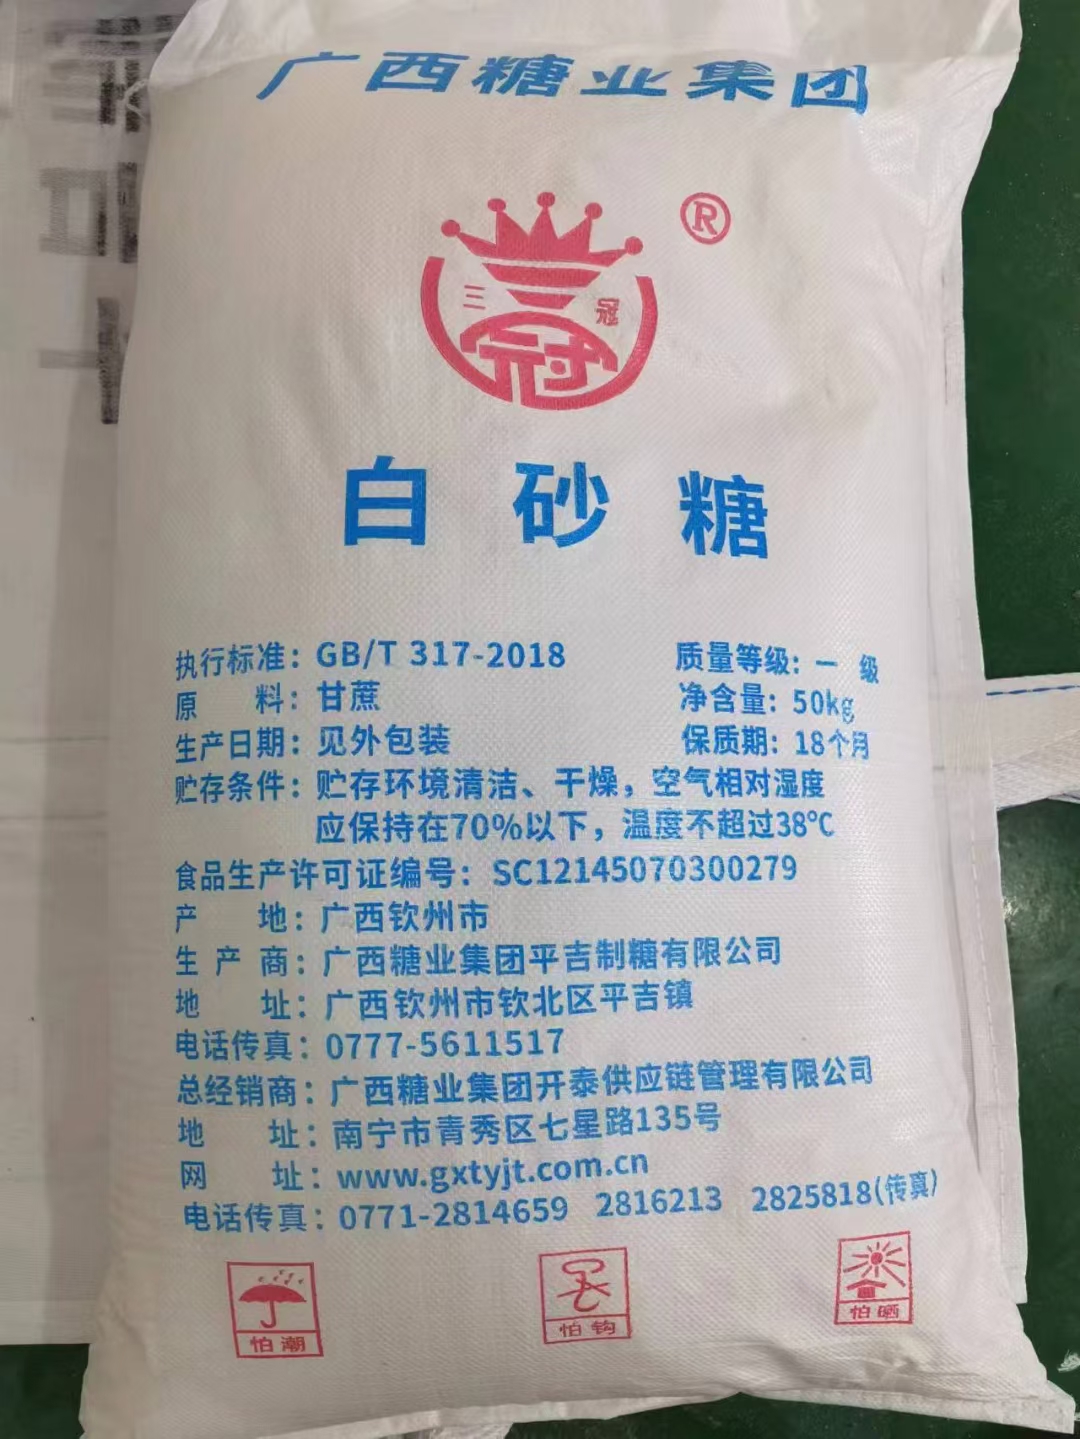 广西糖业集团
®
三 冠
三冠
白砂糖
执行标准：GB/T 317-2018 质量等级：一 级
原 料：甘蔗 净含量：50kg
生产日期：见外包装 保质期：18个月
贮存条件：贮存环境清洁、干燥，空气相对湿度
应保持在70%以下，温度不超过38℃
食品生产许可证编号：SC12145070300279
产 地：广西钦州市
生 产 商：广西糖业集团平吉制糖有限公司
地 址：广西钦州市钦北区平吉镇
电话传真：0777-5611517
总经销商：广西糖业集团开泰供应链管理有限公司
地 址：南宁市青秀区七星路135号
网 址：www.gxtyjt.com.cn
电话传真：0771-2814659 2816213 2825818(传真)
怕潮 怕钩 怕晒